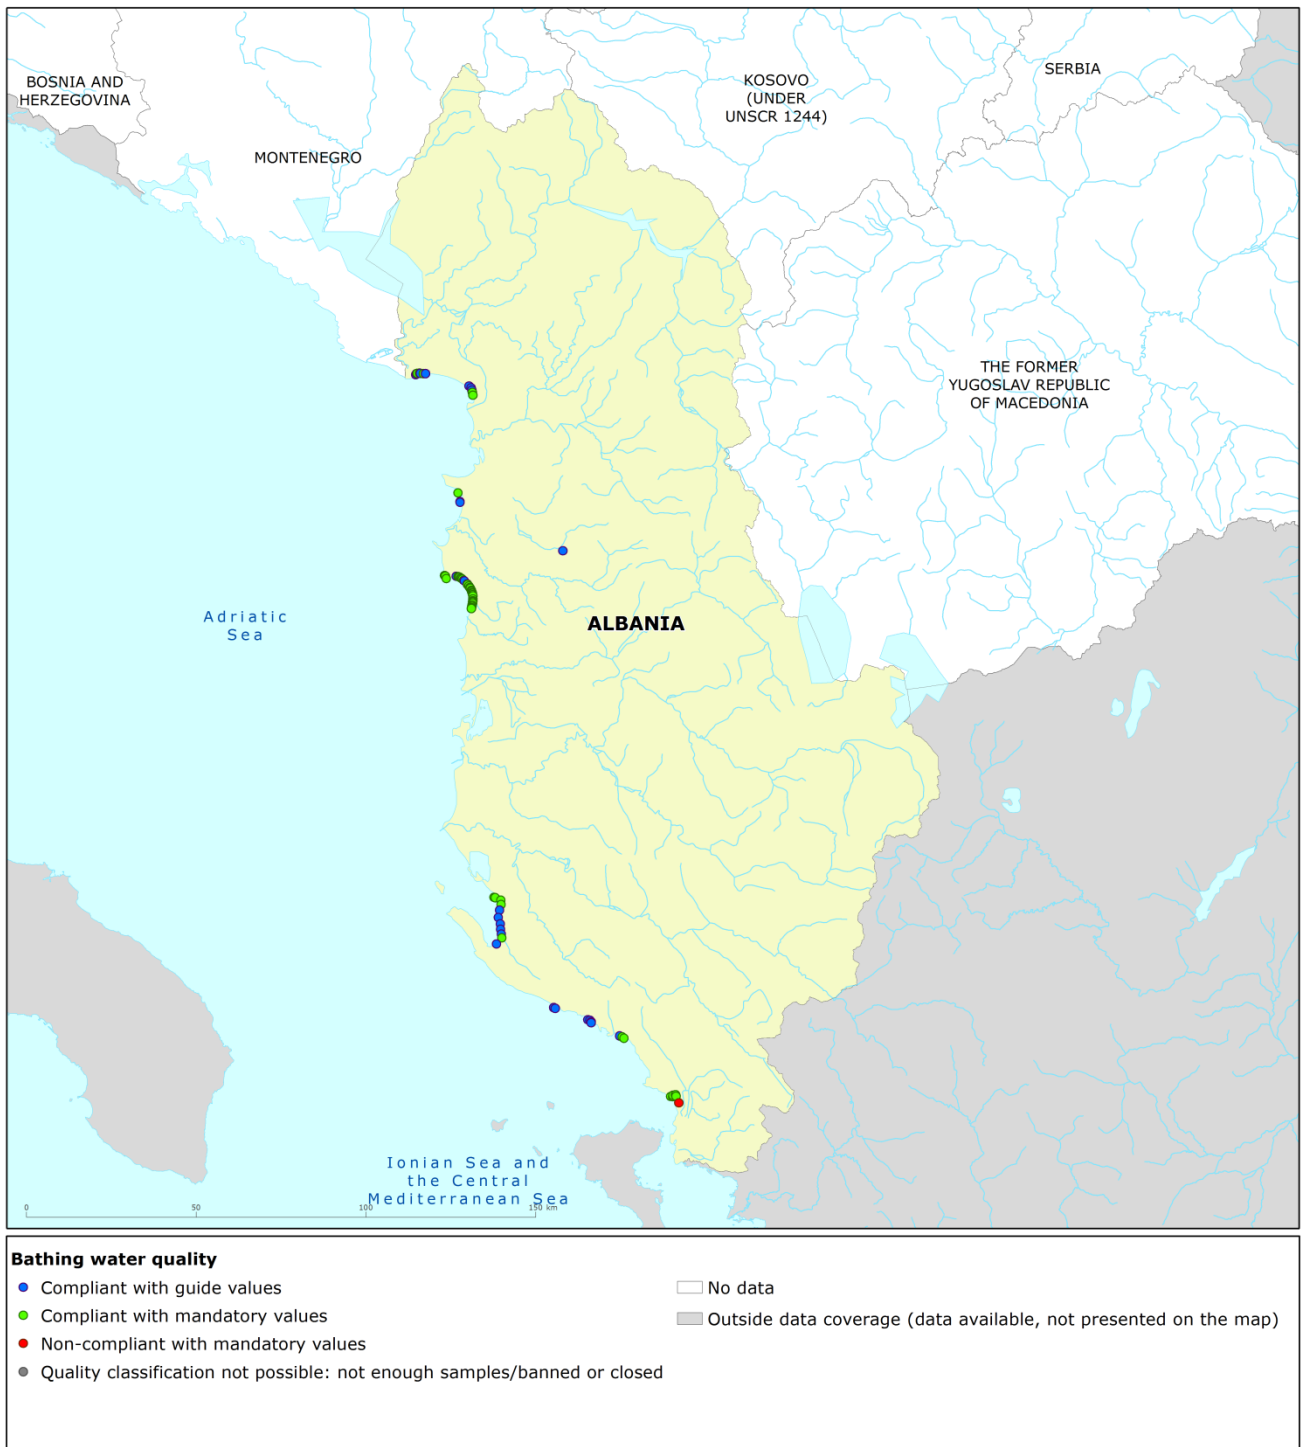 BOSNIA AND
HERZEGOVINA
MONTENEGRO
KOSOVO
(UNDER
UNSCR 1244)
SERBIA
THE FORMER
YUGOSLAV REPUBLIC
OF MACEDONIA
ALBANIA
Adriatic
Sea
Ionian Sea and
the Central
Mediterranean Sea
0 50 100 150 km
Bathing water quality
Compliant with guide values
Compliant with mandatory values
Non-compliant with mandatory values
Quality classification not possible: not enough samples/banned or closed
No data
Outside data coverage (data available, not presented on the map)